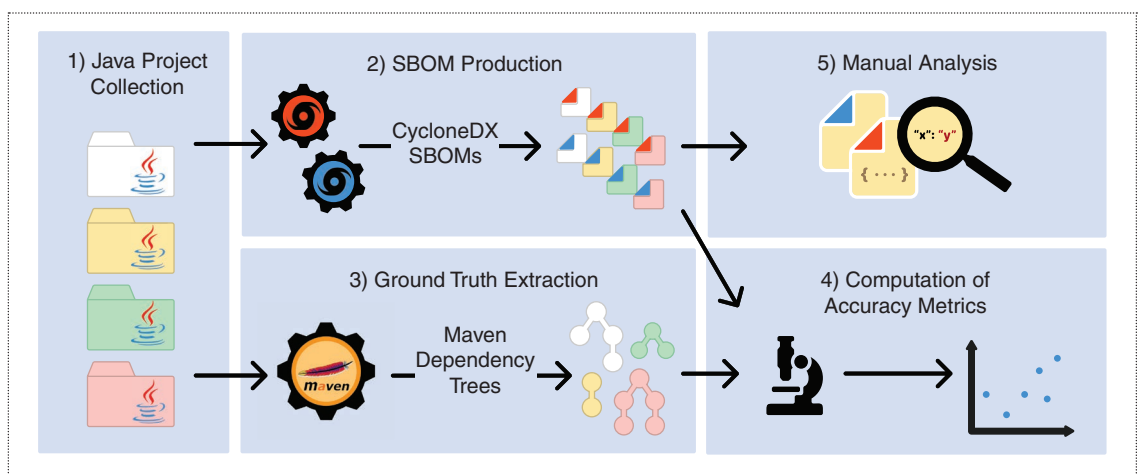 1) Java Project
Collection
2) SBOM Production
CycloneDX
SBOMs
3) Ground Truth Extraction
maven
Maven
Dependency
Trees
5) Manual Analysis
"x": "y"
{ ... }
4) Computation of
Accuracy Metrics